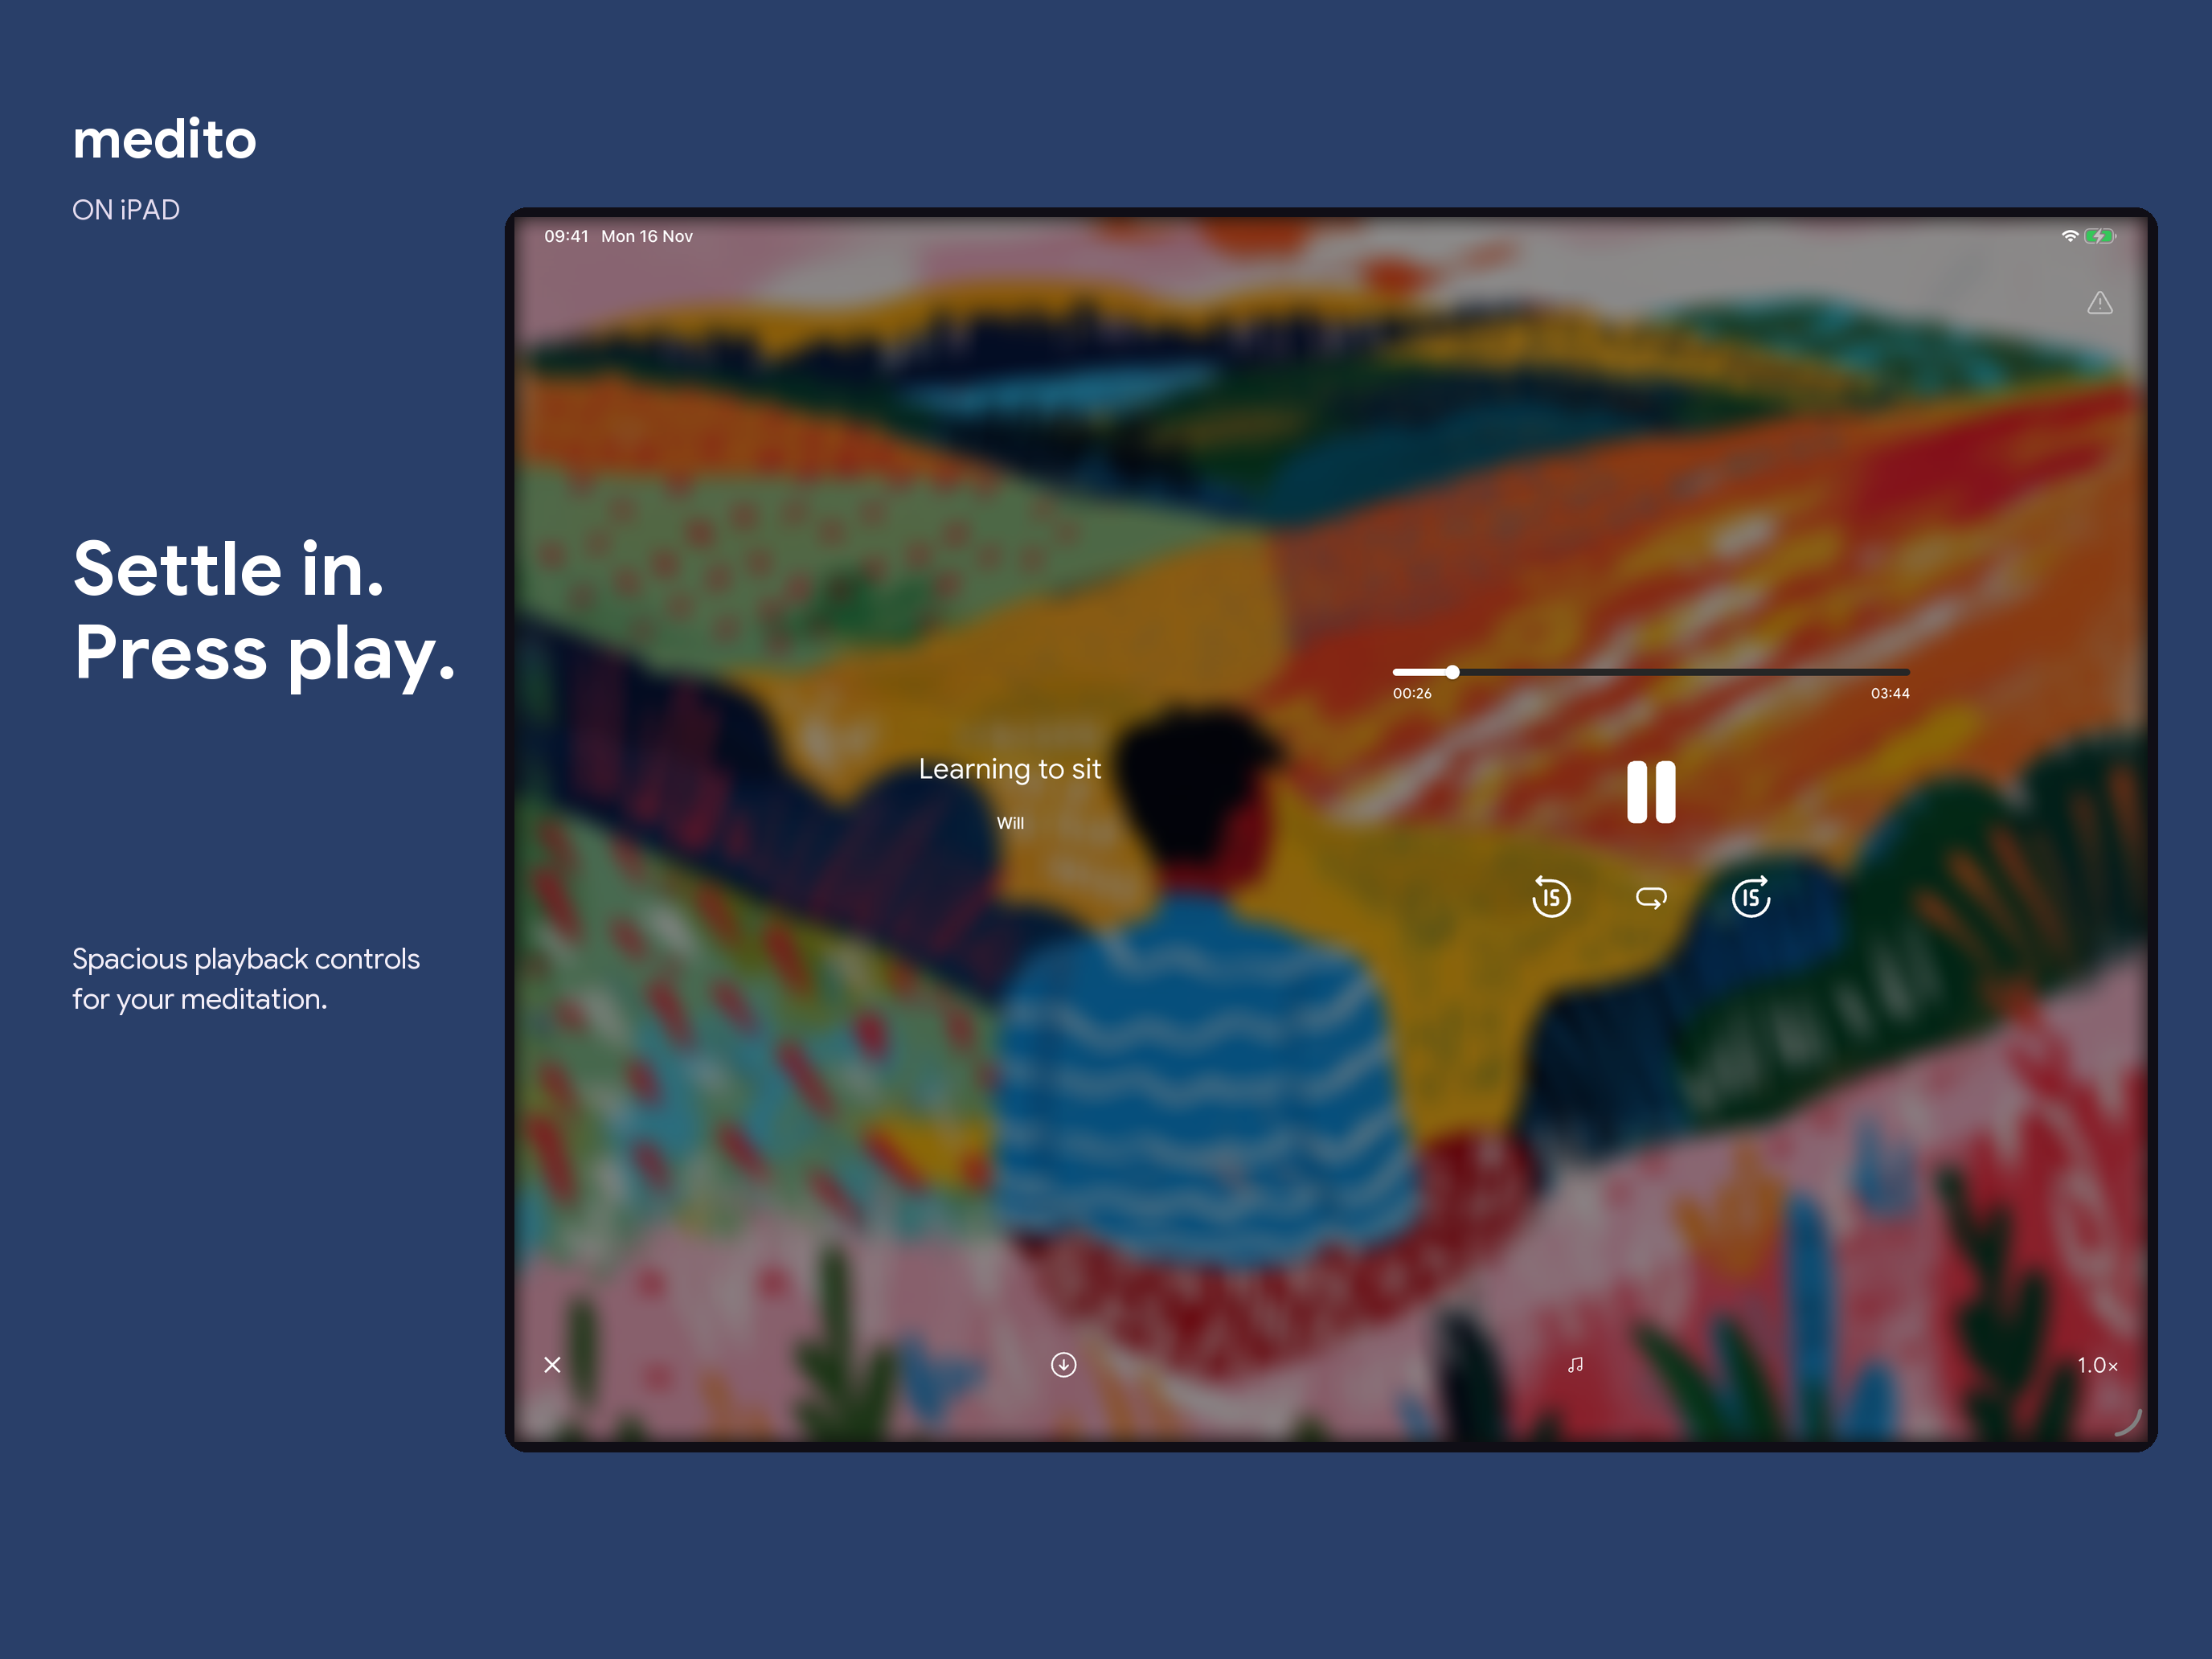 medito
ON iPAD
Settle in.
Press play.
Spacious playback controls
for your meditation.
09:41 Mon 16 Nov
00:26 03:44
Learning to sit
Will
15 15
1.0×